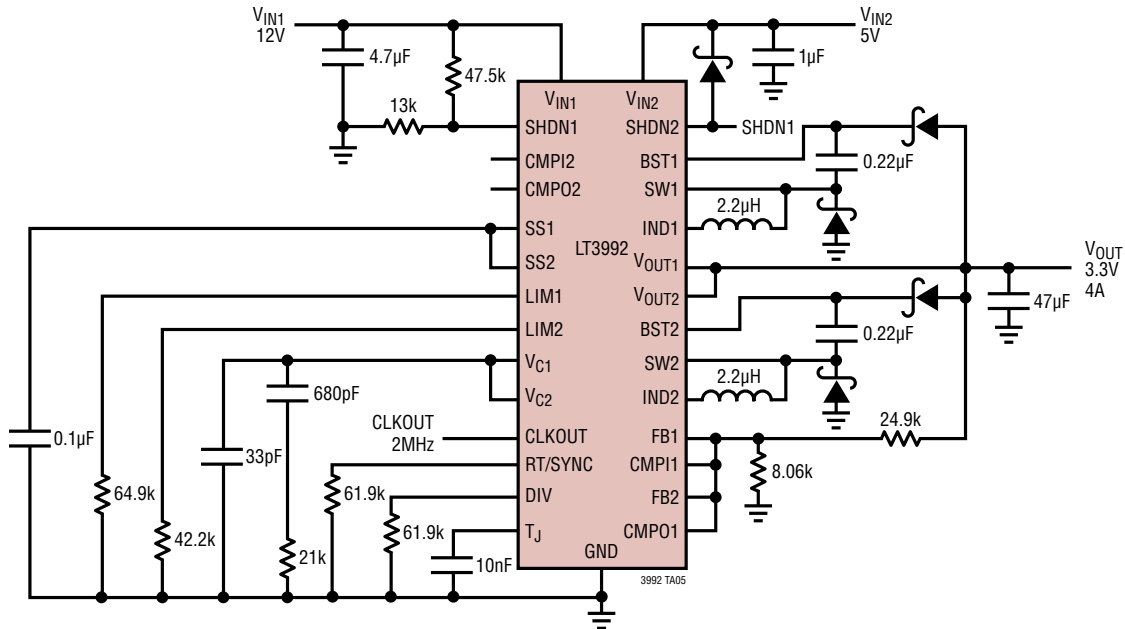 VIN1
12V
4.7µF
47.5k
13k
VIN2
5V
1µF
SHDN1
0.22µF
2.2µH
VOUT
3.3V
4A
47µF
0.22µF
2.2µH
24.9k
8.06k
VIN1
VIN2
SHDN1
SHDN2
CMPI2
BST1
CMPO2
SW1
SS1
IND1
LT3992
SS2
VOUT1
LIM1
VOUT2
LIM2
BST2
VC1
SW2
VC2
IND2
CLKOUT
FB1
RT/SYNC
CMPI1
DIV
FB2
TJ
CMPO1
GND
3992 TA05
0.1µF
64.9k
42.2k
33pF
680pF
21k
CLKOUT
2MHz
61.9k
61.9k
10nF